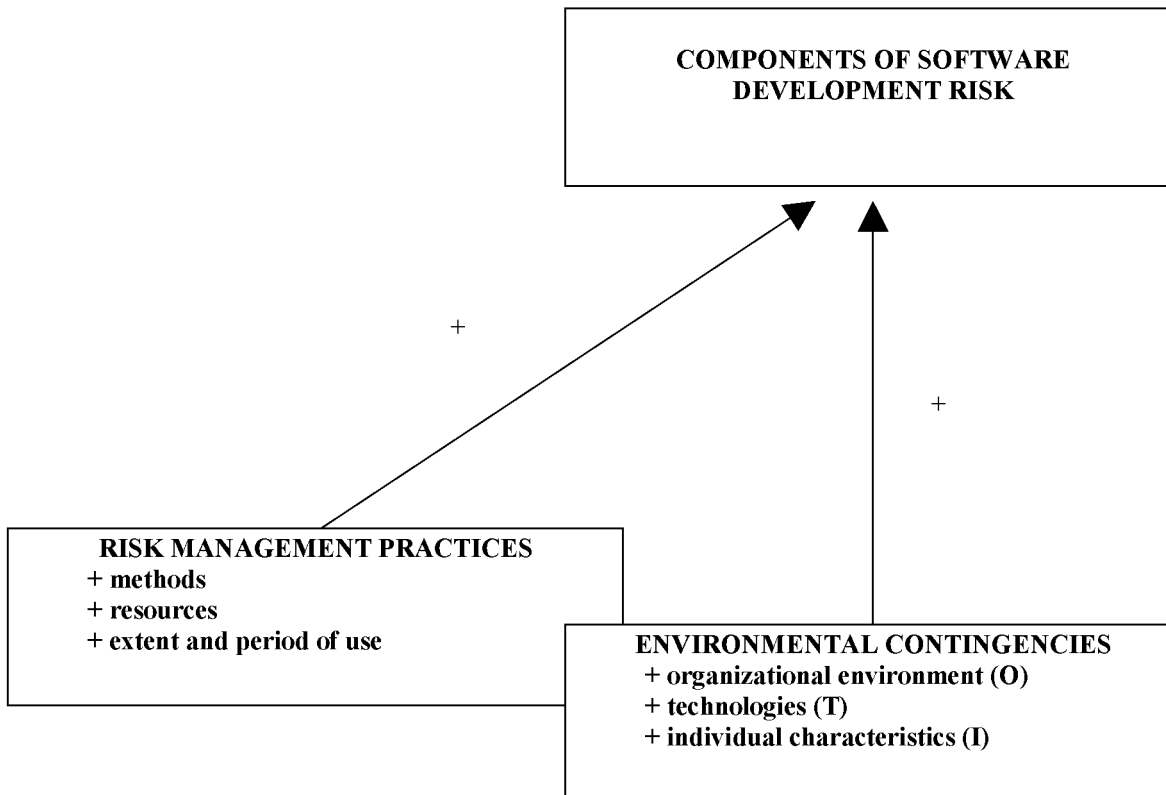 COMPONENTS OF SOFTWARE
DEVELOPMENT RISK
+
+
RISK MANAGEMENT PRACTICES
+ methods
+ resources
+ extent and period of use
ENVIRONMENTAL CONTINGENCIES
+ organizational environment (O)
+ technologies (T)
+ individual characteristics (I)